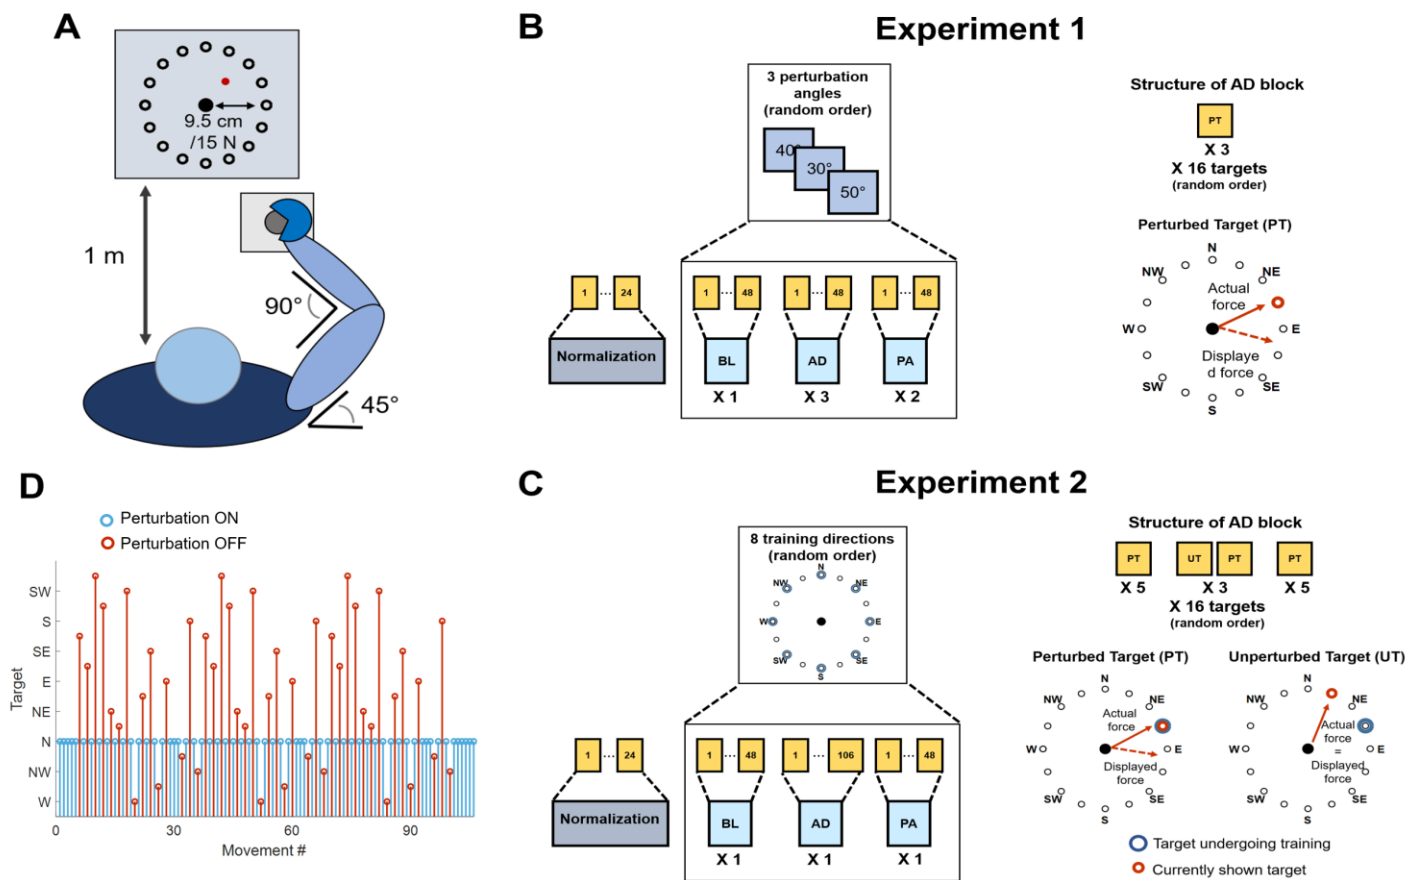 A
9.5 cm
/15 N
1 m
90°
45°
B
Experiment 1
3 perturbation
angles
(random order)
40°
30°
50°
1 ... 24
Normalization
1 ... 48
1 ... 48
1 ... 48
BL
AD
PA
X 1
X 3
X 2
Structure of AD block
PT
X 3
X 16 targets
(random order)
Perturbed Target (PT)
N
NW
NE
Actual
force
W
E
Displaye
d force
SW
SE
S
D
Perturbation ON
Perturbation OFF
Target
SW
S
SE
E
NE
N
NW
W
0
30
60
90
Movement #
C
Experiment 2
8 training directions
(random order)
N
NW
NE
W
E
SW
SE
S
1 ... 24
Normalization
1 ... 48
1 ... 106
1 ... 48
BL
AD
PA
X 1
X 1
X 1
Structure of AD block
PT
UT
PT
PT
X 5
X 3
X 5
X 16 targets
(random order)
Perturbed Target (PT)
N
NW
NE
Actual
force
W
E
Displayed
force
SW
SE
S
Unperturbed Target (UT)
N
NW
NE
Actual
force
=
Displayed
force
W
E
SW
SE
S
Target undergoing training
Currently shown target